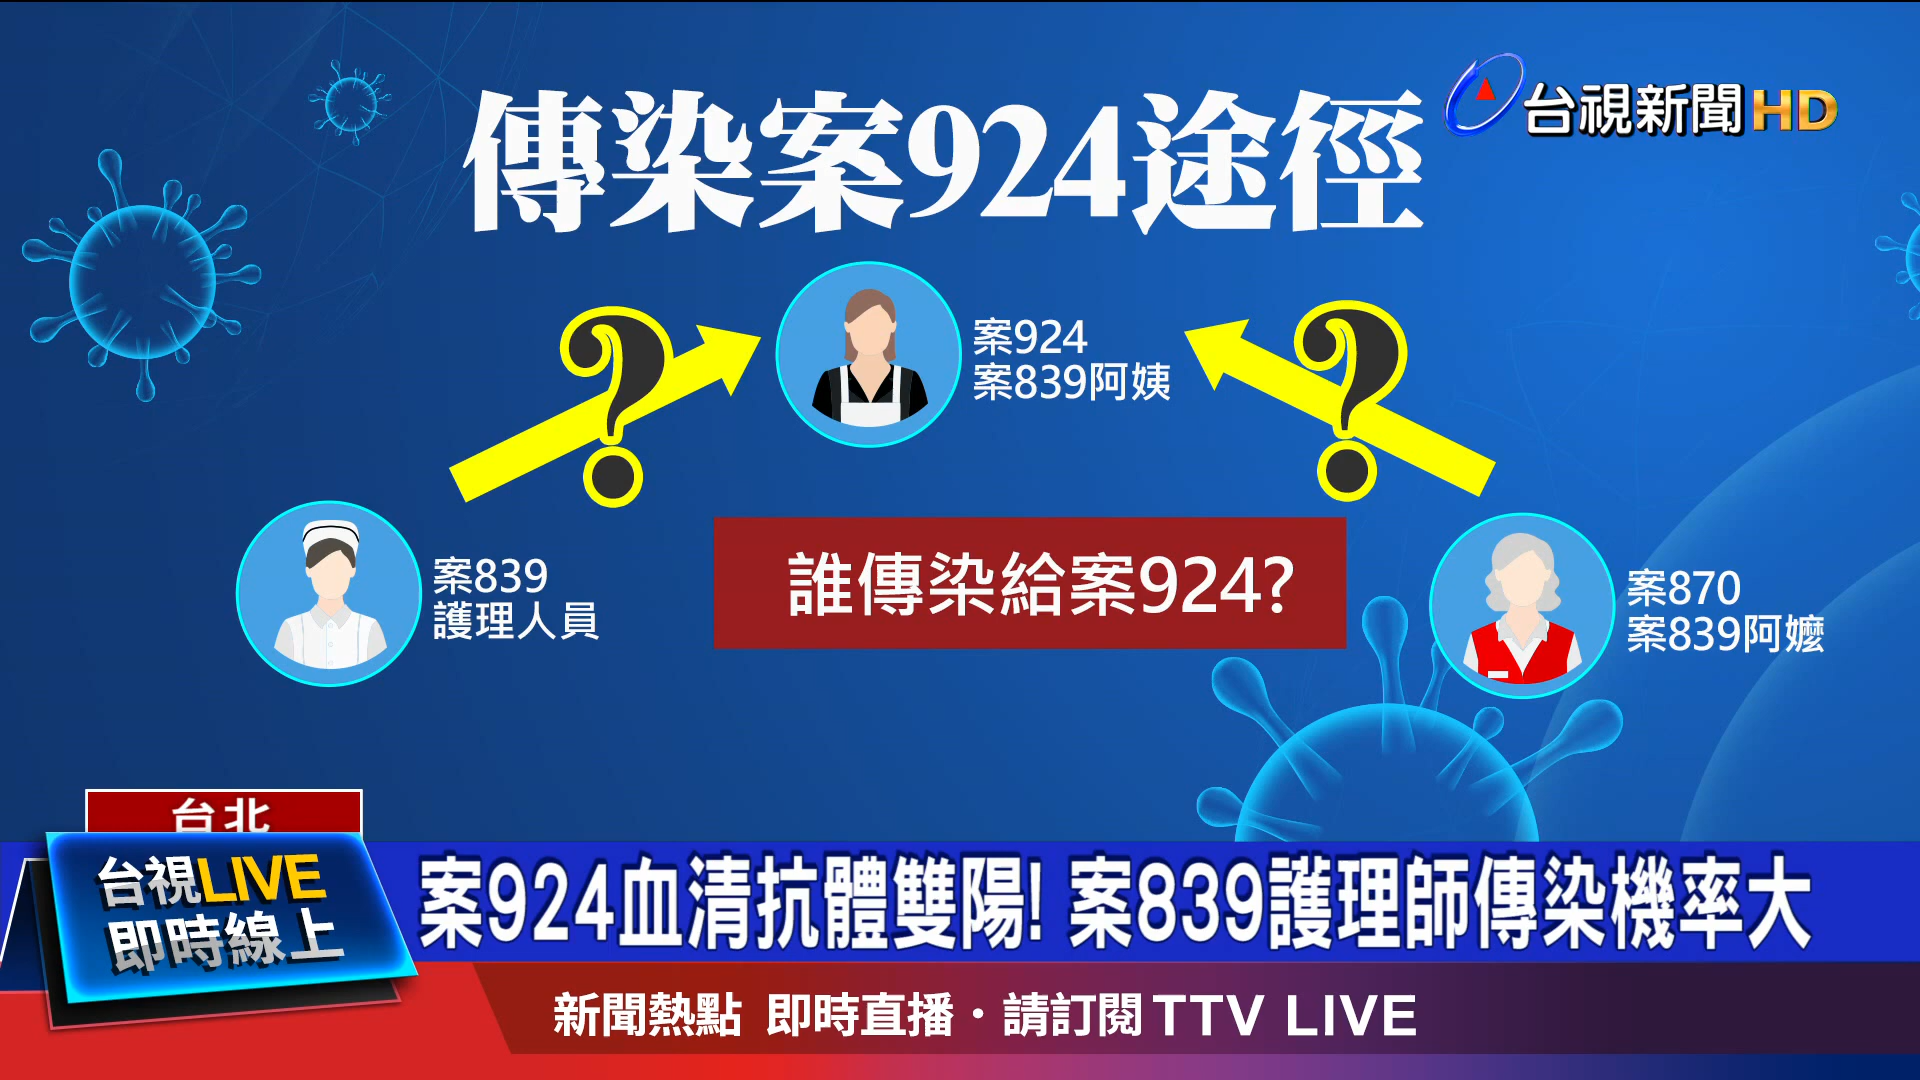 傳染案924途徑
台視新聞HD
案924
案839阿姨
案839
護理人員
誰傳染給案924?
案870
案839阿嬤
台北
台視LIVE
即時線上
案924血清抗體雙陽! 案839護理師傳染機率大
新聞熱點 即時直播・請訂閱TTV LIVE